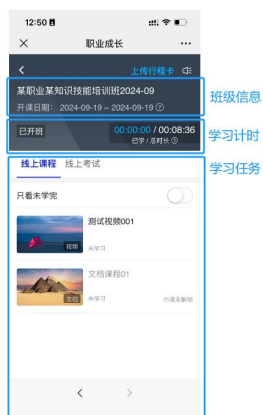 12:50
职业成长
上传行程卡
某职业某知识技能培训班2024-09
班级信息
开课日期： 2024-09-19 ~ 2024-09-19
已开班
00:00:00 / 00:08:36
已学 / 总时长
学习计时
线上课程 线上考试
学习任务
只看未学完
测试视频001
视频
未学习
文档课程01
文档
未学习